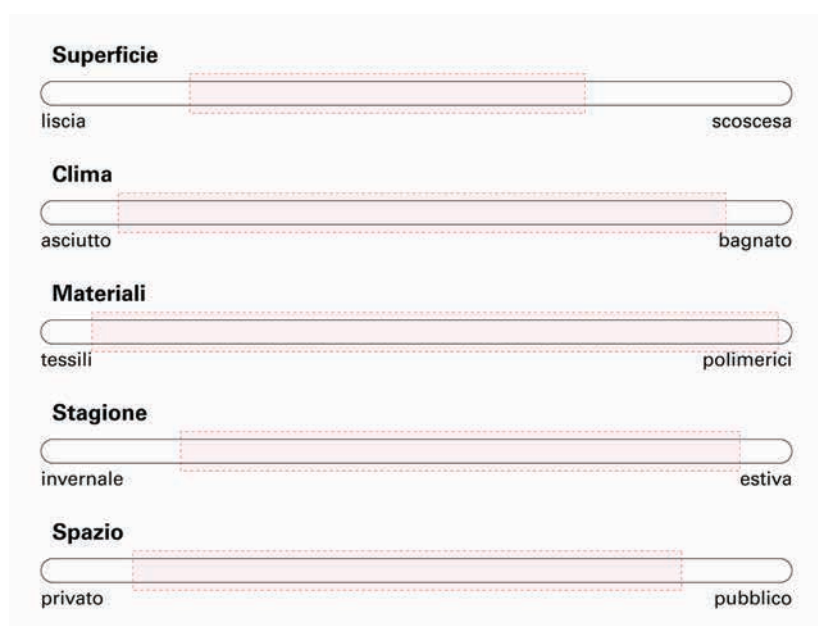 Superficie
liscia scoscesa
Clima
asciutto bagnato
Materiali
tessili polimerici
Stagione
invernale estiva
Spazio
privato pubblico